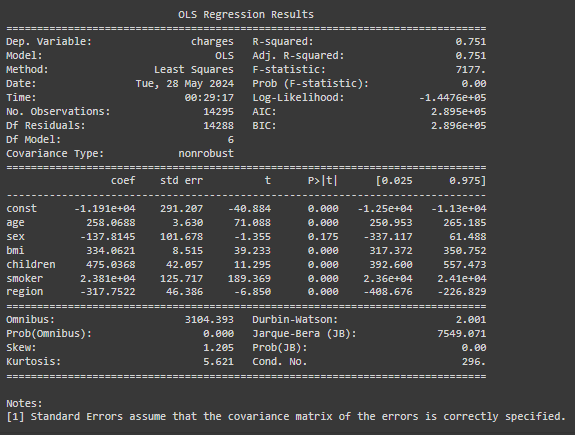 OLS Regression Results
==============================================================================
Dep. Variable:                charges   R-squared:                       0.751
Model:                            OLS   Adj. R-squared:                  0.751
Method:                 Least Squares   F-statistic:                     7177.
Date:                Tue, 28 May 2024   Prob (F-statistic):               0.00
Time:                        00:29:17   Log-Likelihood:            -1.4476e+05
No. Observations:               14295   AIC:                         2.895e+05
Df Residuals:                   14288   BIC:                         2.896e+05
Df Model:                           6
Covariance Type:            nonrobust
==============================================================================
                 coef    std err          t      P>|t|      [0.025      0.975]
------------------------------------------------------------------------------
const      -1.191e+04    291.207    -40.884      0.000   -1.25e+04   -1.13e+04
age          258.0688      3.630     71.088      0.000     250.953     265.185
sex         -137.8145    101.678     -1.355      0.175    -337.117      61.488
bmi          334.0621      8.515     39.233      0.000     317.372     350.752
children     475.0368     42.057     11.295      0.000     392.600     557.473
smoker      2.381e+04    125.717    189.369      0.000    2.36e+04    2.41e+04
region      -317.7522     46.386     -6.850      0.000    -408.676    -226.829
==============================================================================
Omnibus:                     3104.393   Durbin-Watson:                   2.001
Prob(Omnibus):                  0.000   Jarque-Bera (JB):             7549.071
Skew:                           1.205   Prob(JB):                         0.00
Kurtosis:                       5.621   Cond. No.                         296.
==============================================================================
Notes:
[1] Standard Errors assume that the covariance matrix of the errors is correctly specified.